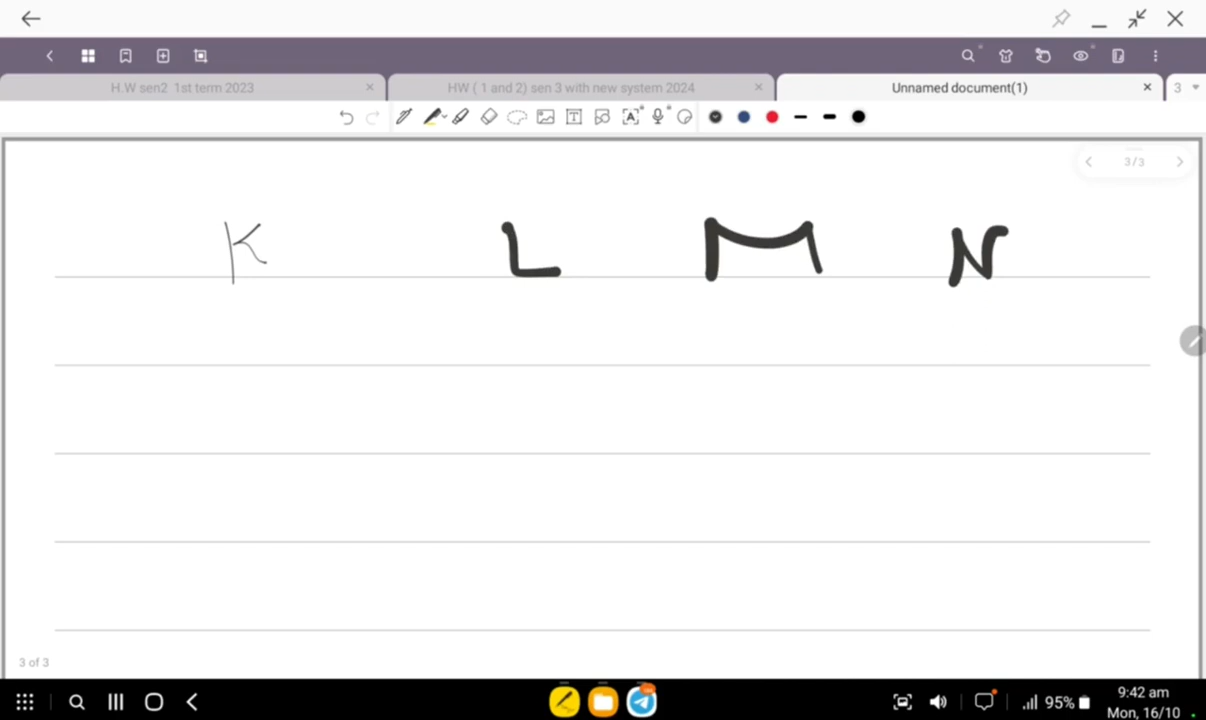 H.W sen2 1st term 2023 HW ( 1 and 2) sen 3 with new system 2024 Unnamed document(1) 3
3/3
K L M N
3 of 3
95% 9:42 am
Mon, 16/10